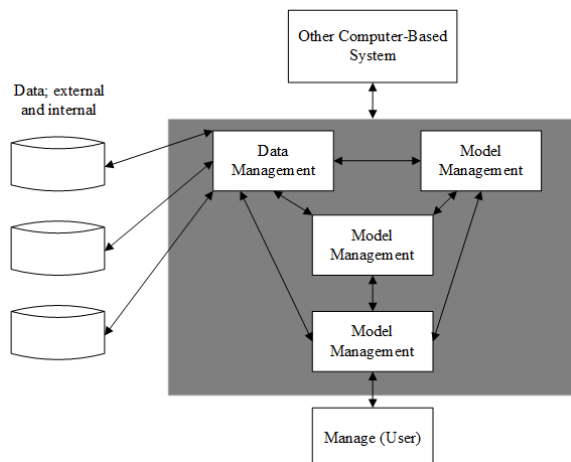 Other Computer-Based
System
Data; external
and internal
Data
Management
Model
Management
Model
Management
Model
Management
Manage (User)